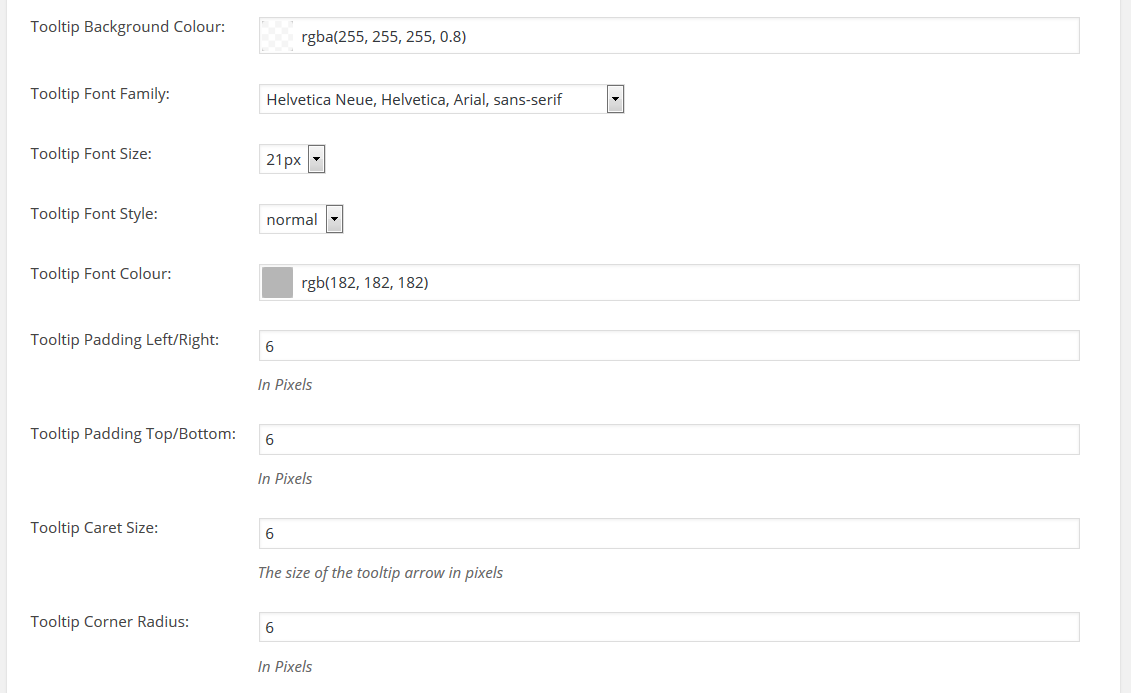 Tooltip Background Colour:
rgba(255, 255, 255, 0.8)
Tooltip Font Family:
Helvetica Neue, Helvetica, Arial, sans-serif
Tooltip Font Size:
21px
Tooltip Font Style:
normal
Tooltip Font Colour:
rgb(182, 182, 182)
Tooltip Padding Left/Right:
6
In Pixels
Tooltip Padding Top/Bottom:
6
In Pixels
Tooltip Caret Size:
6
The size of the tooltip arrow in pixels
Tooltip Corner Radius:
6
In Pixels